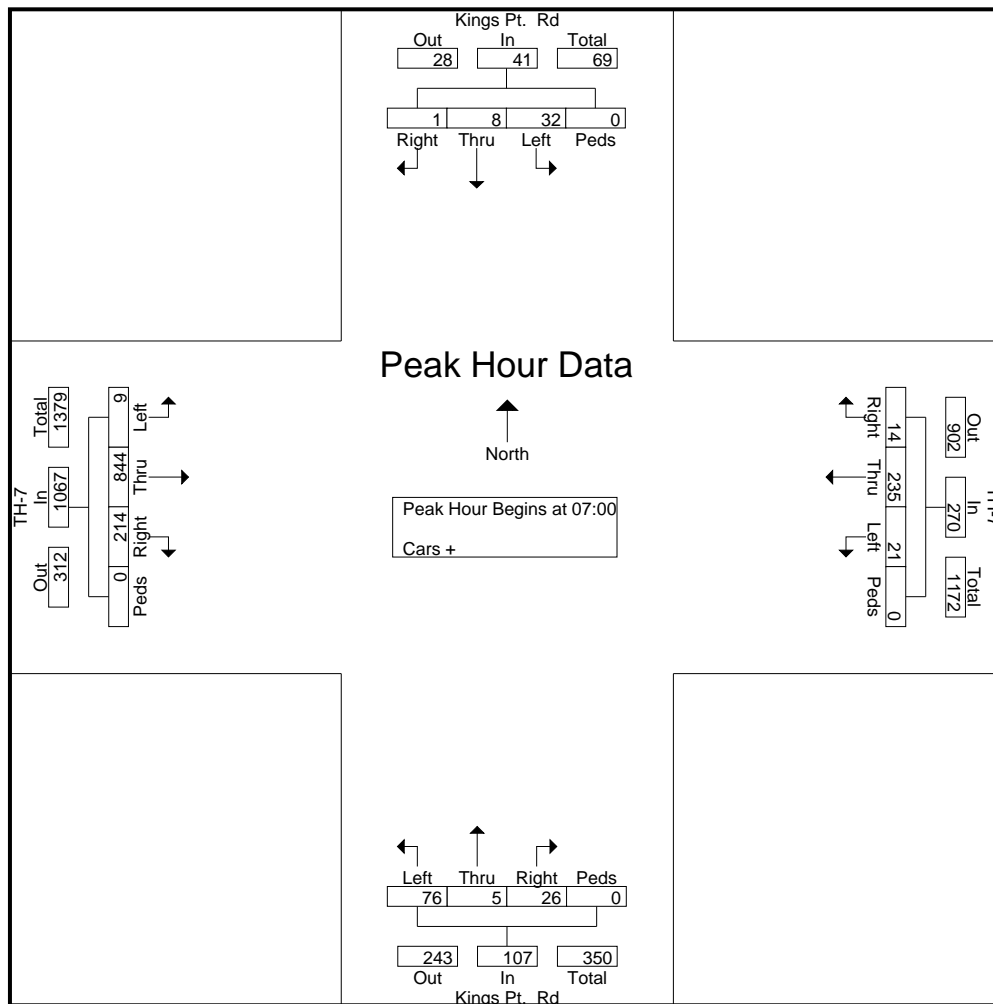 Kings Pt. Rd
Out In Total
28 41 69
1 8 32 0
Right Thru Left Peds
Peak Hour Data
North
Peak Hour Begins at 07:00
Cars +
TH-7
Out In Total
312 1067 1379
9 844 214 0
Left Thru Right Peds
Out In Total
902 270 1172
14 235 21 0
Right Thru Left Peds
TH-7
Left Thru Right Peds
76 5 26 0
243 107 350
Out In Total
Kings Pt. Rd